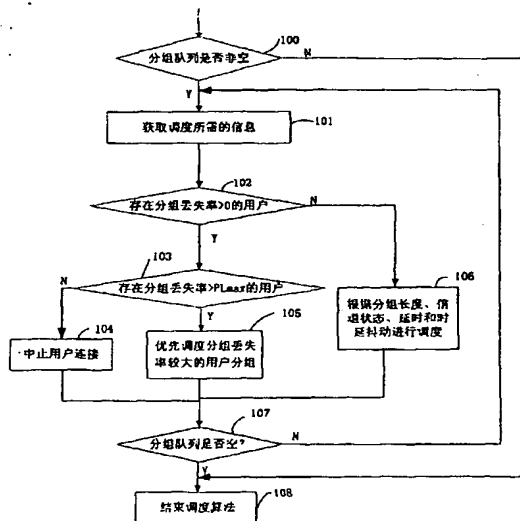 100
分组队列是否非空
N
Y
获取调度所需的信息
101
102
存在分组丢失率>0的用户
N
Y
103
存在分组丢失率>PLmax的用户
N
Y
104
中止用户连接
105
优先调度分组丢失
率较大的用户分组
106
根据分组长度、信
道状态、延时和时
延抖动进行调度
107
分组队列是否空?
N
Y
结束调度算法
108